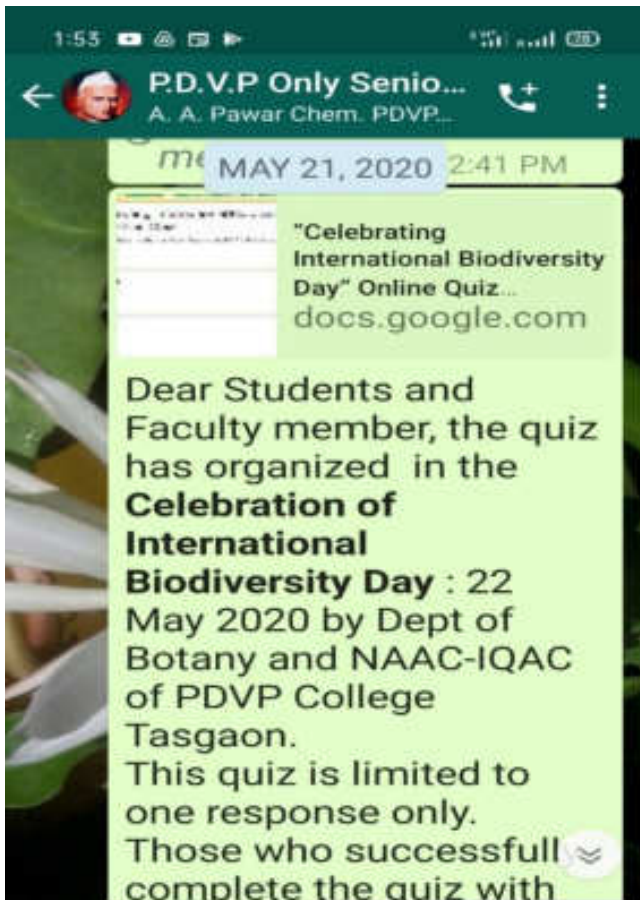 1:53
P.D.V.P Only Senio...
A. A. Pawar Chem. PDVP...
me
2:41 PM
MAY 21, 2020
"Celebrating
International Biodiversity
Day" Online Quiz...
docs.google.com
Dear Students and
Faculty member, the quiz
has organized in the
Celebration of
International
Biodiversity Day : 22
May 2020 by Dept of
Botany and NAAC-IQAC
of PDVP College
Tasgaon.
This quiz is limited to
one response only.
Those who successfull
complete the quiz with